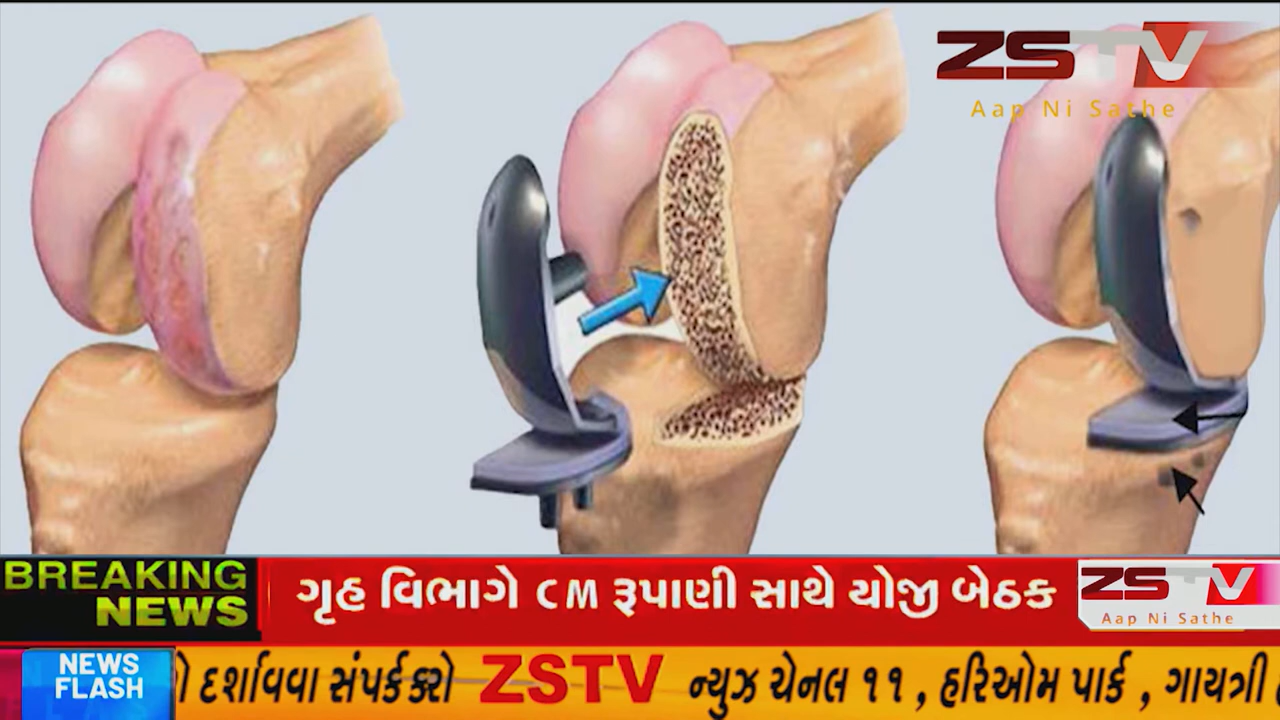 ZSTV
Aap Ni Sathe
BREAKING
NEWS
ગૃહ વિભાગે CM રૂપાણી સાથે યોજી બેઠક
ZSTV
Aap Ni Sathe
NEWS
FLASH
દર્શાવવા સંપર્ક કરો ZSTV ન્યુઝ ચેનલ ૧૧ , હરિઓમ પાર્ક , ગાયત્રી